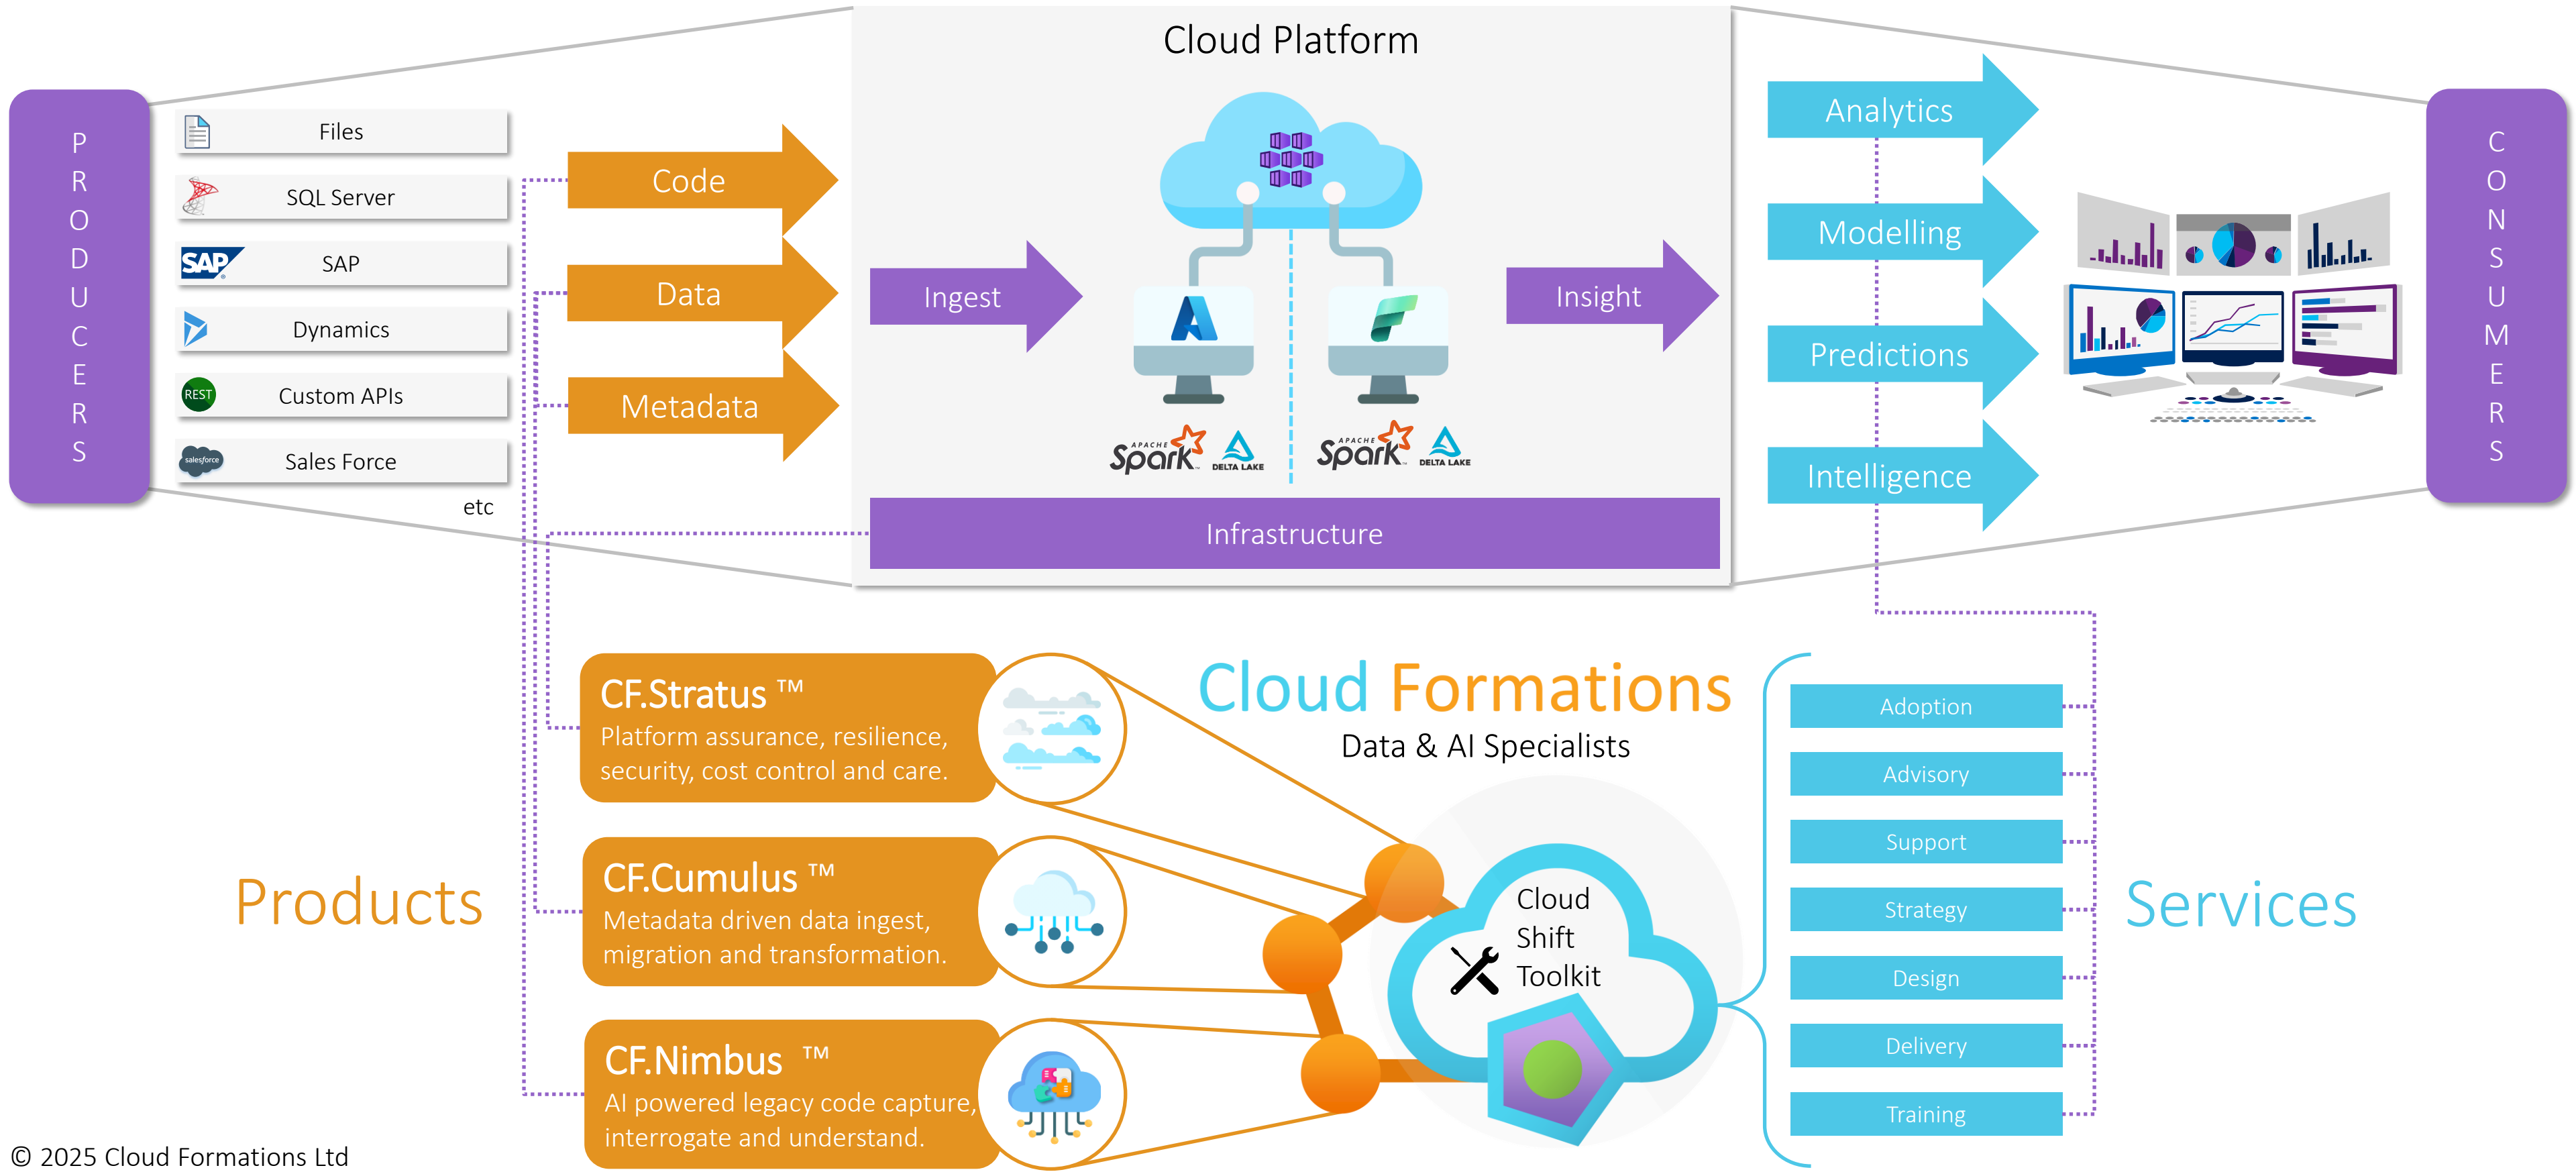 Cloud Platform
PRODUCERS
Files
SQL Server
SAP
SAP
Dynamics
REST
Custom APIs
salesforce
Sales Force
etc
Code
Data
Metadata
Ingest
Insight
APACHE
Spark™
DELTA LAKE
APACHE
Spark™
DELTA LAKE
Infrastructure
Analytics
Modelling
Predictions
Intelligence
CONSUMERS
Products
CF.Stratus ™
Platform assurance, resilience,
security, cost control and care.
CF.Cumulus ™
Metadata driven data ingest,
migration and transformation.
CF.Nimbus ™
AI powered legacy code capture,
interrogate and understand.
Cloud Formations
Data & AI Specialists
Cloud
Shift
Toolkit
Adoption
Advisory
Support
Strategy
Design
Delivery
Training
Services
© 2025 Cloud Formations Ltd